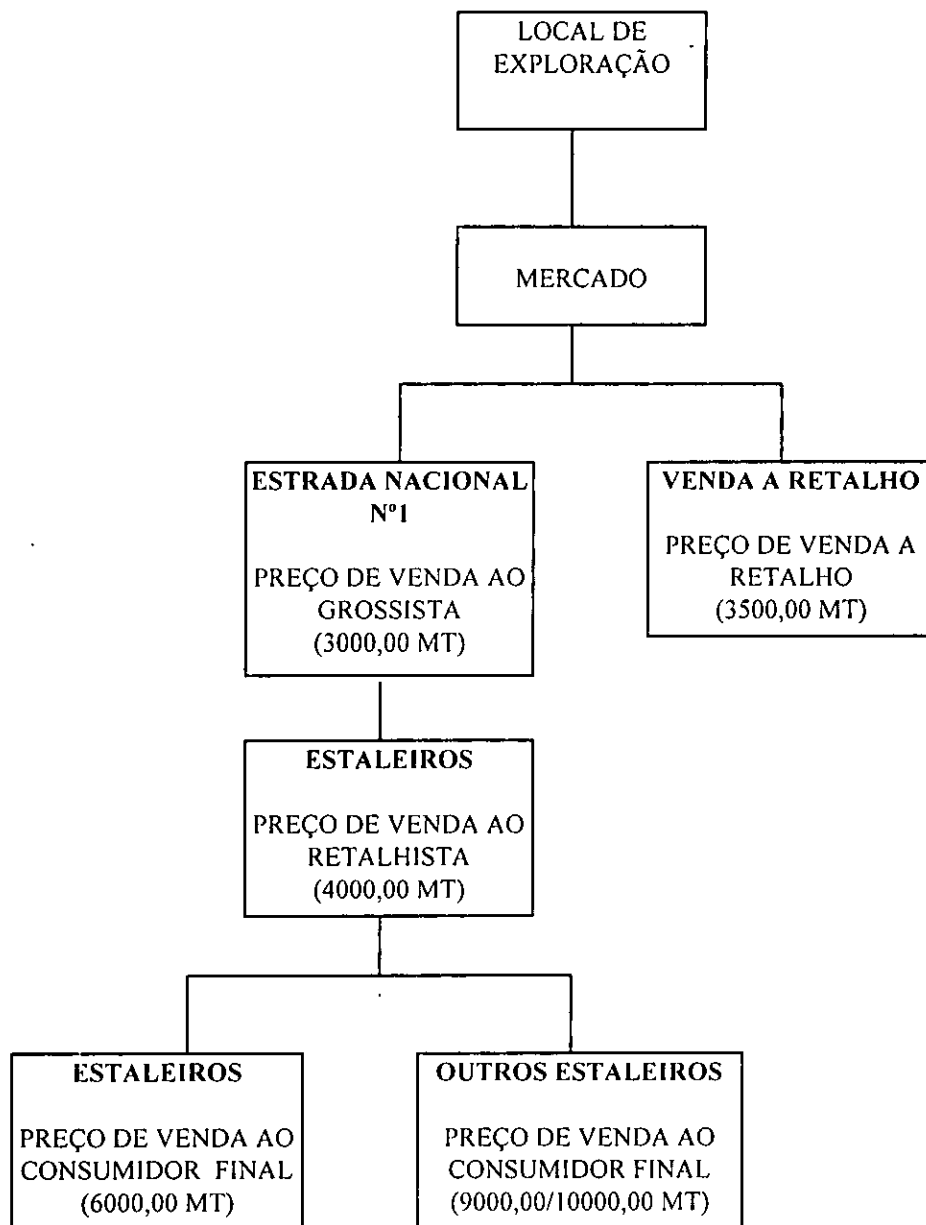 LOCAL DE
EXPLORAÇÃO
MERCADO
ESTRADA NACIONAL
Nº1
PREÇO DE VENDA AO
GROSSISTA
(3000,00 MT)
VENDA A RETALHO
PREÇO DE VENDA A
RETALHO
(3500,00 MT)
ESTALEIROS
PREÇO DE VENDA AO
RETALHISTA
(4000,00 MT)
ESTALEIROS
PREÇO DE VENDA AO
CONSUMIDOR FINAL
(6000,00 MT)
OUTROS ESTALEIROS
PREÇO DE VENDA AO
CONSUMIDOR FINAL
(9000,00/10000,00 MT)